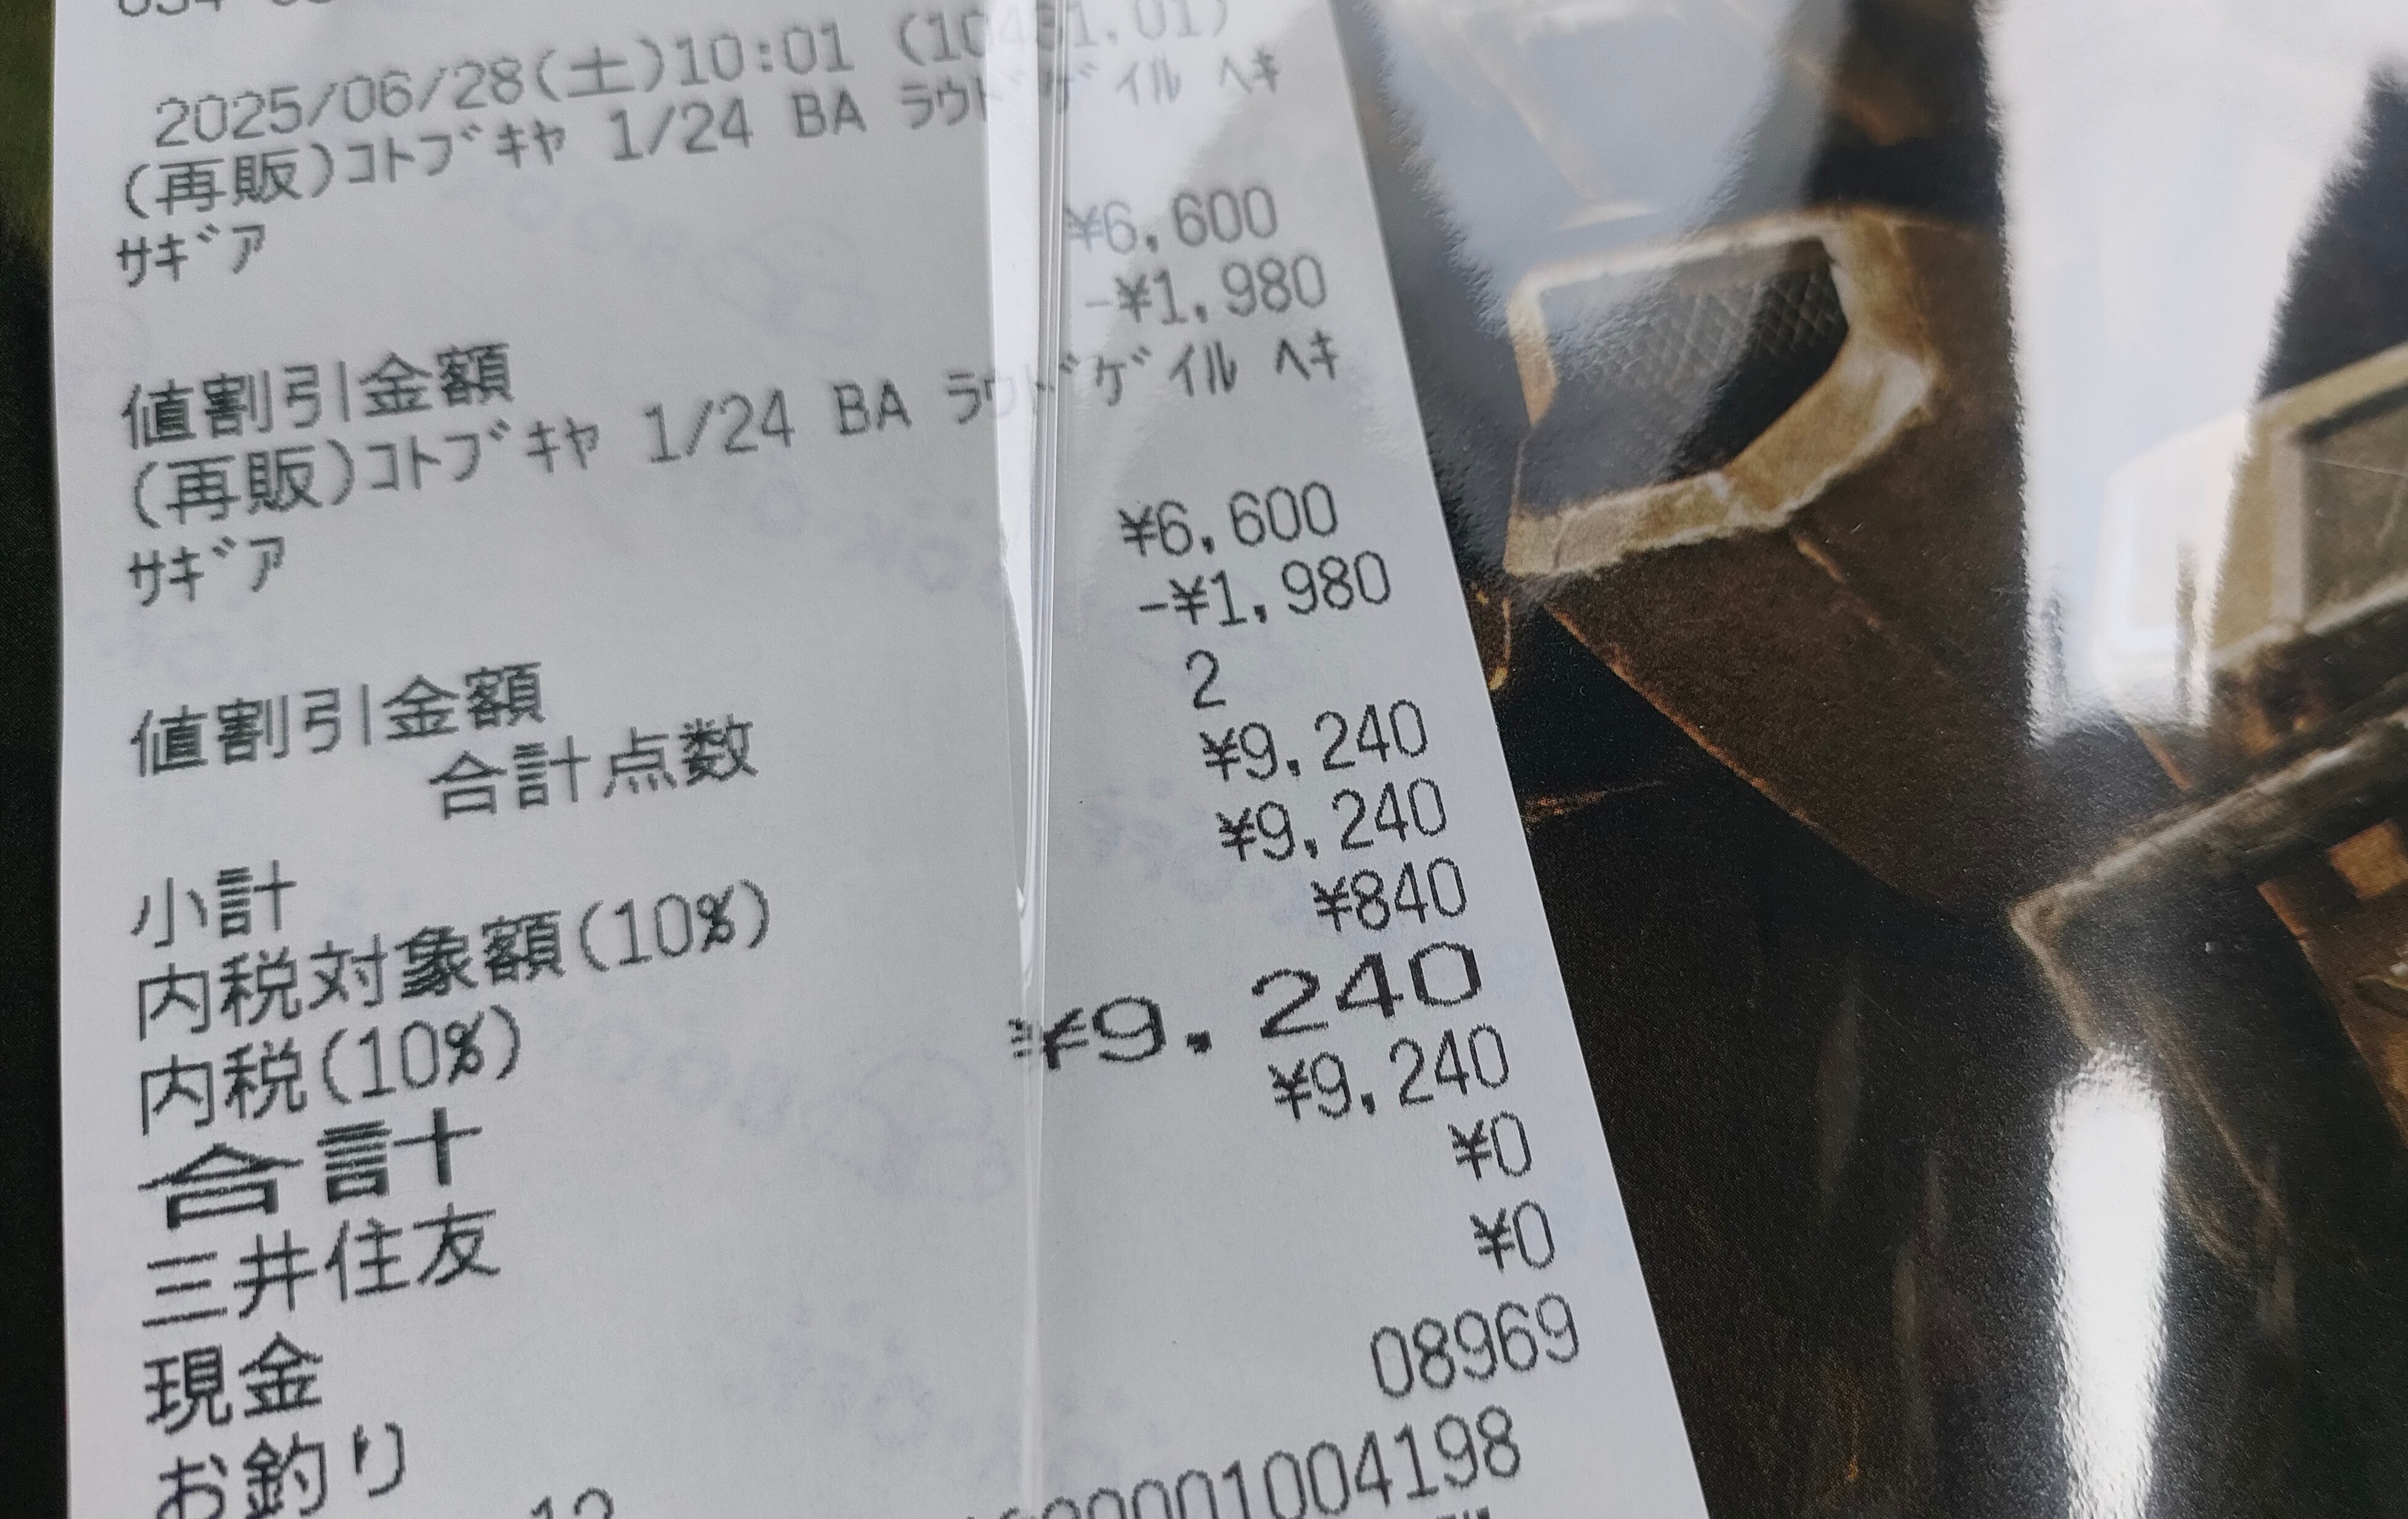 2025/06/28(土)10:01 (10431,01)
(再販)ｺﾄﾌﾞｷﾔ 1/24 BA ﾗｳﾄﾞｹﾞｲﾙ ﾍｷ
ｻｷﾞｱ
¥6,600
値割引金額 -¥1,980
(再販)ｺﾄﾌﾞｷﾔ 1/24 BA ﾗｳﾄﾞｹﾞｲﾙ ﾍｷ
ｻｷﾞｱ
¥6,600
値割引金額 -¥1,980
合計点数 2
小計 ¥9,240
内税対象額(10%) ¥9,240
内税(10%) ¥840
合計 ¥9,240
三井住友 ¥9,240
現金 ¥0
お釣り ¥0
08969